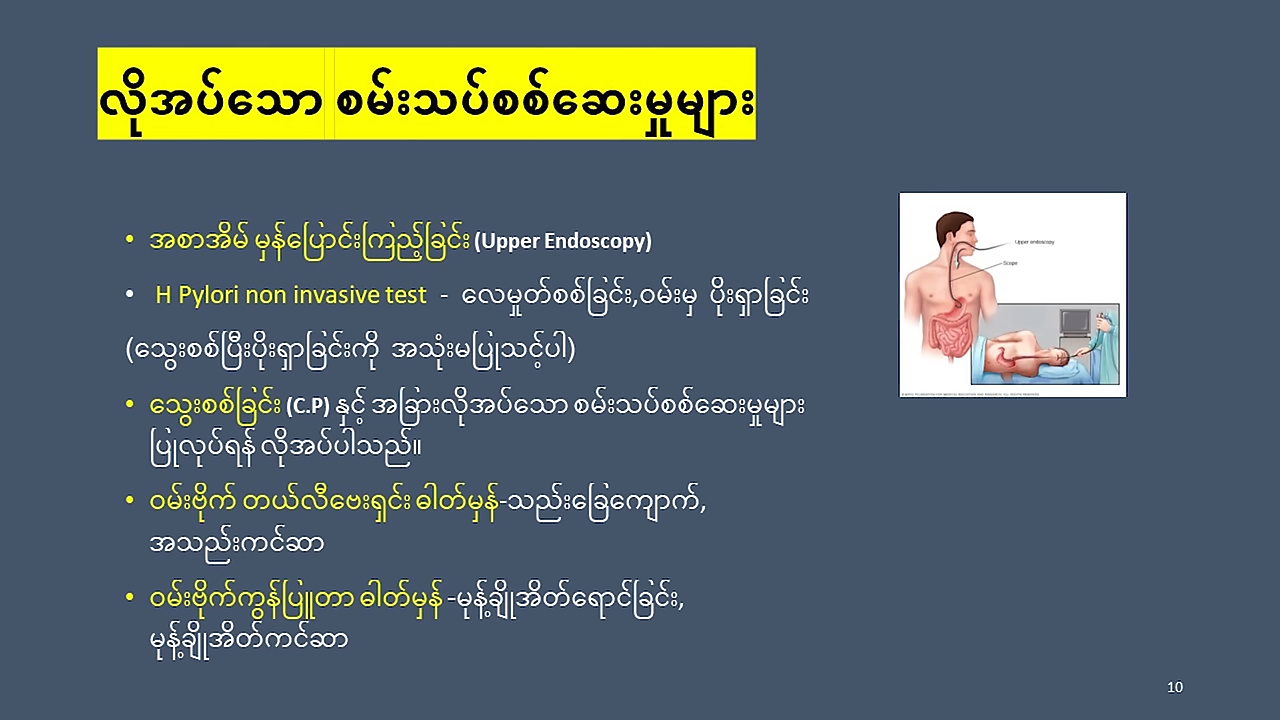 လိုအပ်သော စမ်းသပ်စစ်ဆေးမှုများ
• အစာအိမ် မှန်ပြောင်းကြည့်ခြင်း (Upper Endoscopy)
• H Pylori non invasive test - လေမှုတ်စစ်ခြင်း,ဝမ်းမှ ပိုးရှာခြင်း
(သွေးစစ်ပြီးပိုးရှာခြင်းကို အသုံးမပြုသင့်ပါ)
• သွေးစစ်ခြင်း (C.P) နှင့် အခြားလိုအပ်သော စမ်းသပ်စစ်ဆေးမှုများ
ပြုလုပ်ရန် လိုအပ်ပါသည်။
• ဝမ်းဗိုက် တယ်လီဗေးရှင်း ဓါတ်မှန်-သည်းခြေကျောက်,
အသည်းကင်ဆာ
• ဝမ်းဗိုက်ကွန်ပြူတာ ဓါတ်မှန် -မုန့်ချိုအိတ်ရောင်ခြင်း,
မုန့်ချိုအိတ်ကင်ဆာ
Upper endoscopy
Scope
10